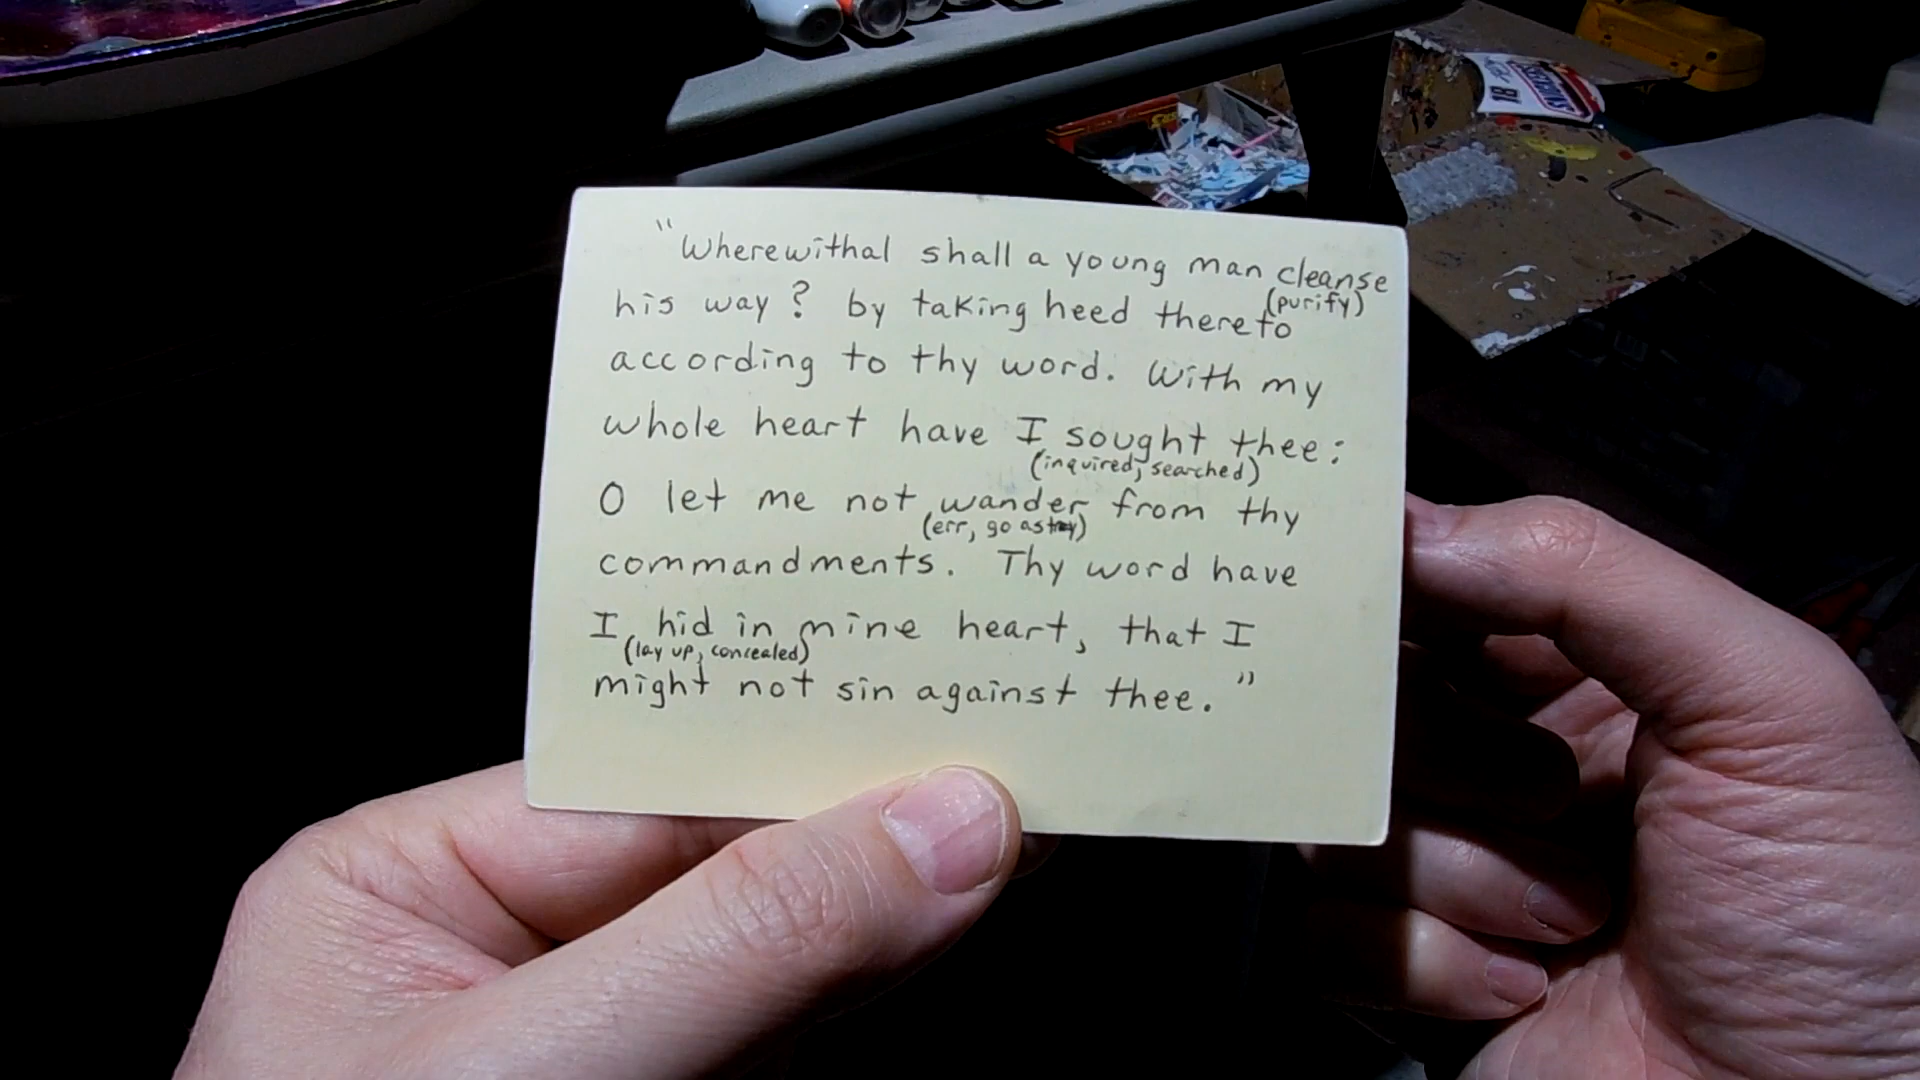 "Wherewithal shall a young man cleanse
(purify)
his way? by taking heed thereto
according to thy word. With my
whole heart have I sought thee:
(inquired, searched)
O let me not wander from thy
(err, go astray)
commandments. Thy word have
I hid in mine heart, that I
(lay up, concealed)
might not sin against thee."
18
SNICKERS